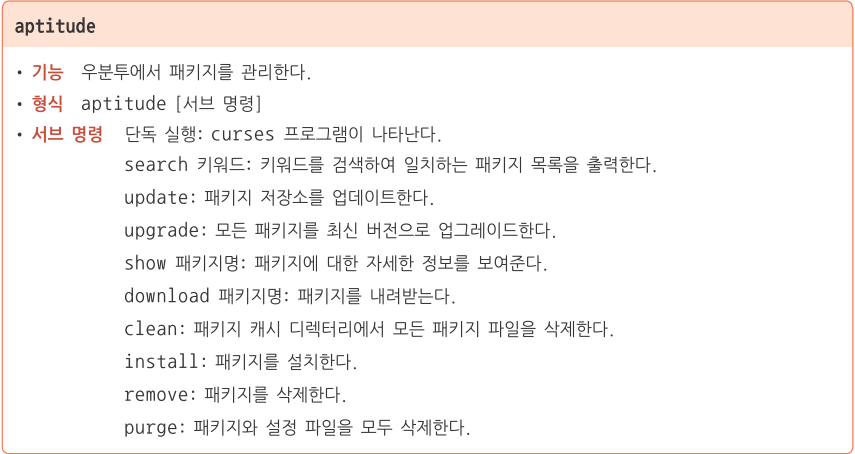 aptitude
• 기능 우분투에서 패키지를 관리한다.
• 형식 aptitude [서브 명령]
• 서브 명령 단독 실행: curses 프로그램이 나타난다.
search 키워드: 키워드를 검색하여 일치하는 패키지 목록을 출력한다.
update: 패키지 저장소를 업데이트한다.
upgrade: 모든 패키지를 최신 버전으로 업그레이드한다.
show 패키지명: 패키지에 대한 자세한 정보를 보여준다.
download 패키지명: 패키지를 내려받는다.
clean: 패키지 캐시 디렉터리에서 모든 패키지 파일을 삭제한다.
install: 패키지를 설치한다.
remove: 패키지를 삭제한다.
purge: 패키지와 설정 파일을 모두 삭제한다.